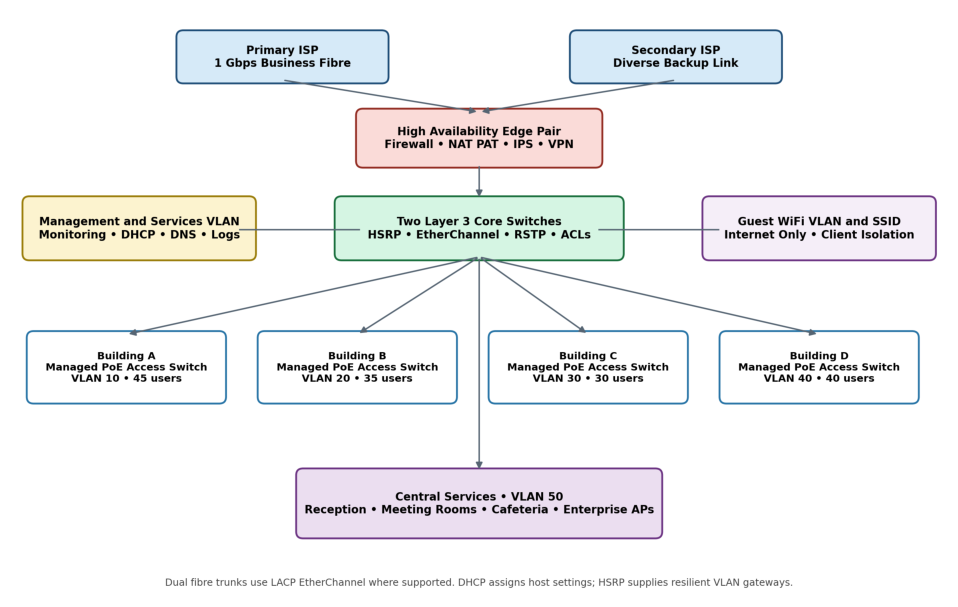 Primary ISP
1 Gbps Business Fibre
Secondary ISP
Diverse Backup Link
High Availability Edge Pair
Firewall • NAT PAT • IPS • VPN
Management and Services VLAN
Monitoring • DHCP • DNS • Logs
Two Layer 3 Core Switches
HSRP • EtherChannel • RSTP • ACLs
Guest WiFi VLAN and SSID
Internet Only • Client Isolation
Building A
Managed PoE Access Switch
VLAN 10 • 45 users
Building B
Managed PoE Access Switch
VLAN 20 • 35 users
Building C
Managed PoE Access Switch
VLAN 30 • 30 users
Building D
Managed PoE Access Switch
VLAN 40 • 40 users
Central Services • VLAN 50
Reception • Meeting Rooms • Cafeteria • Enterprise APs
Dual fibre trunks use LACP EtherChannel where supported. DHCP assigns host settings; HSRP supplies resilient VLAN gateways.